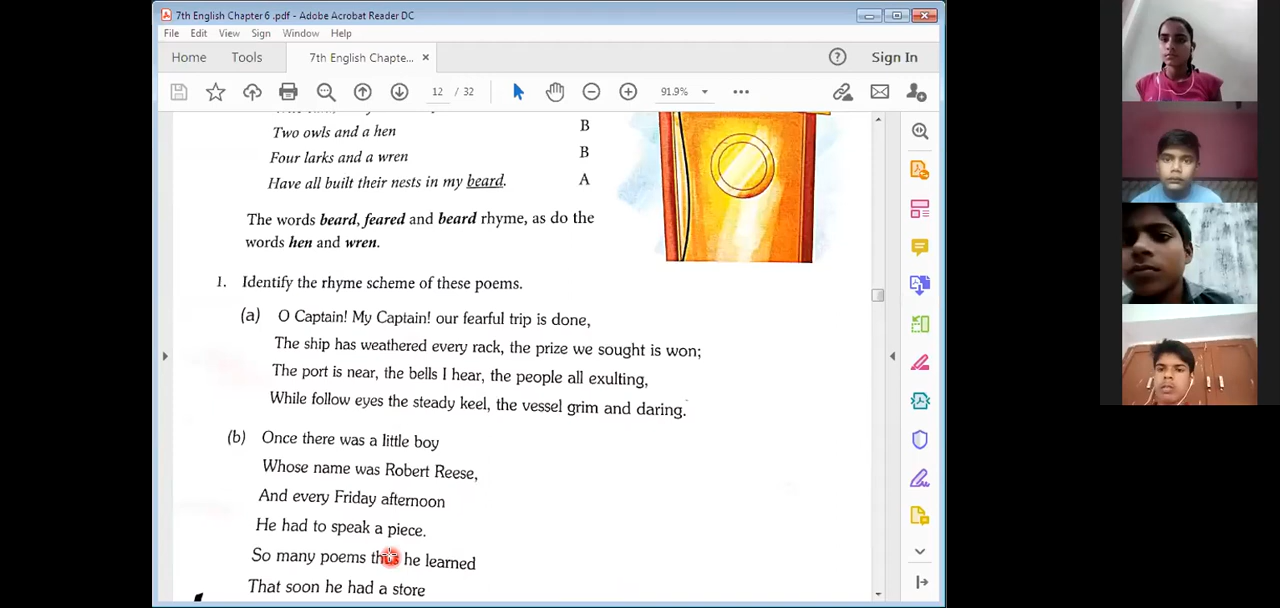 7th English Chapter 6 .pdf - Adobe Acrobat Reader DC
File Edit View Sign Window Help
Home Tools 7th English Chapte... × Sign In
12 / 32 91.9%
Two owls and a hen B
Four larks and a wren B
Have all built their nests in my beard. A
The words beard, feared and beard rhyme, as do the
words hen and wren.
1. Identify the rhyme scheme of these poems.
(a) O Captain! My Captain! our fearful trip is done,
The ship has weathered every rack, the prize we sought is won;
The port is near, the bells I hear, the people all exulting,
While follow eyes the steady keel, the vessel grim and daring.
(b) Once there was a little boy
Whose name was Robert Reese,
And every Friday afternoon
He had to speak a piece.
So many poems he learned
That soon he had a store